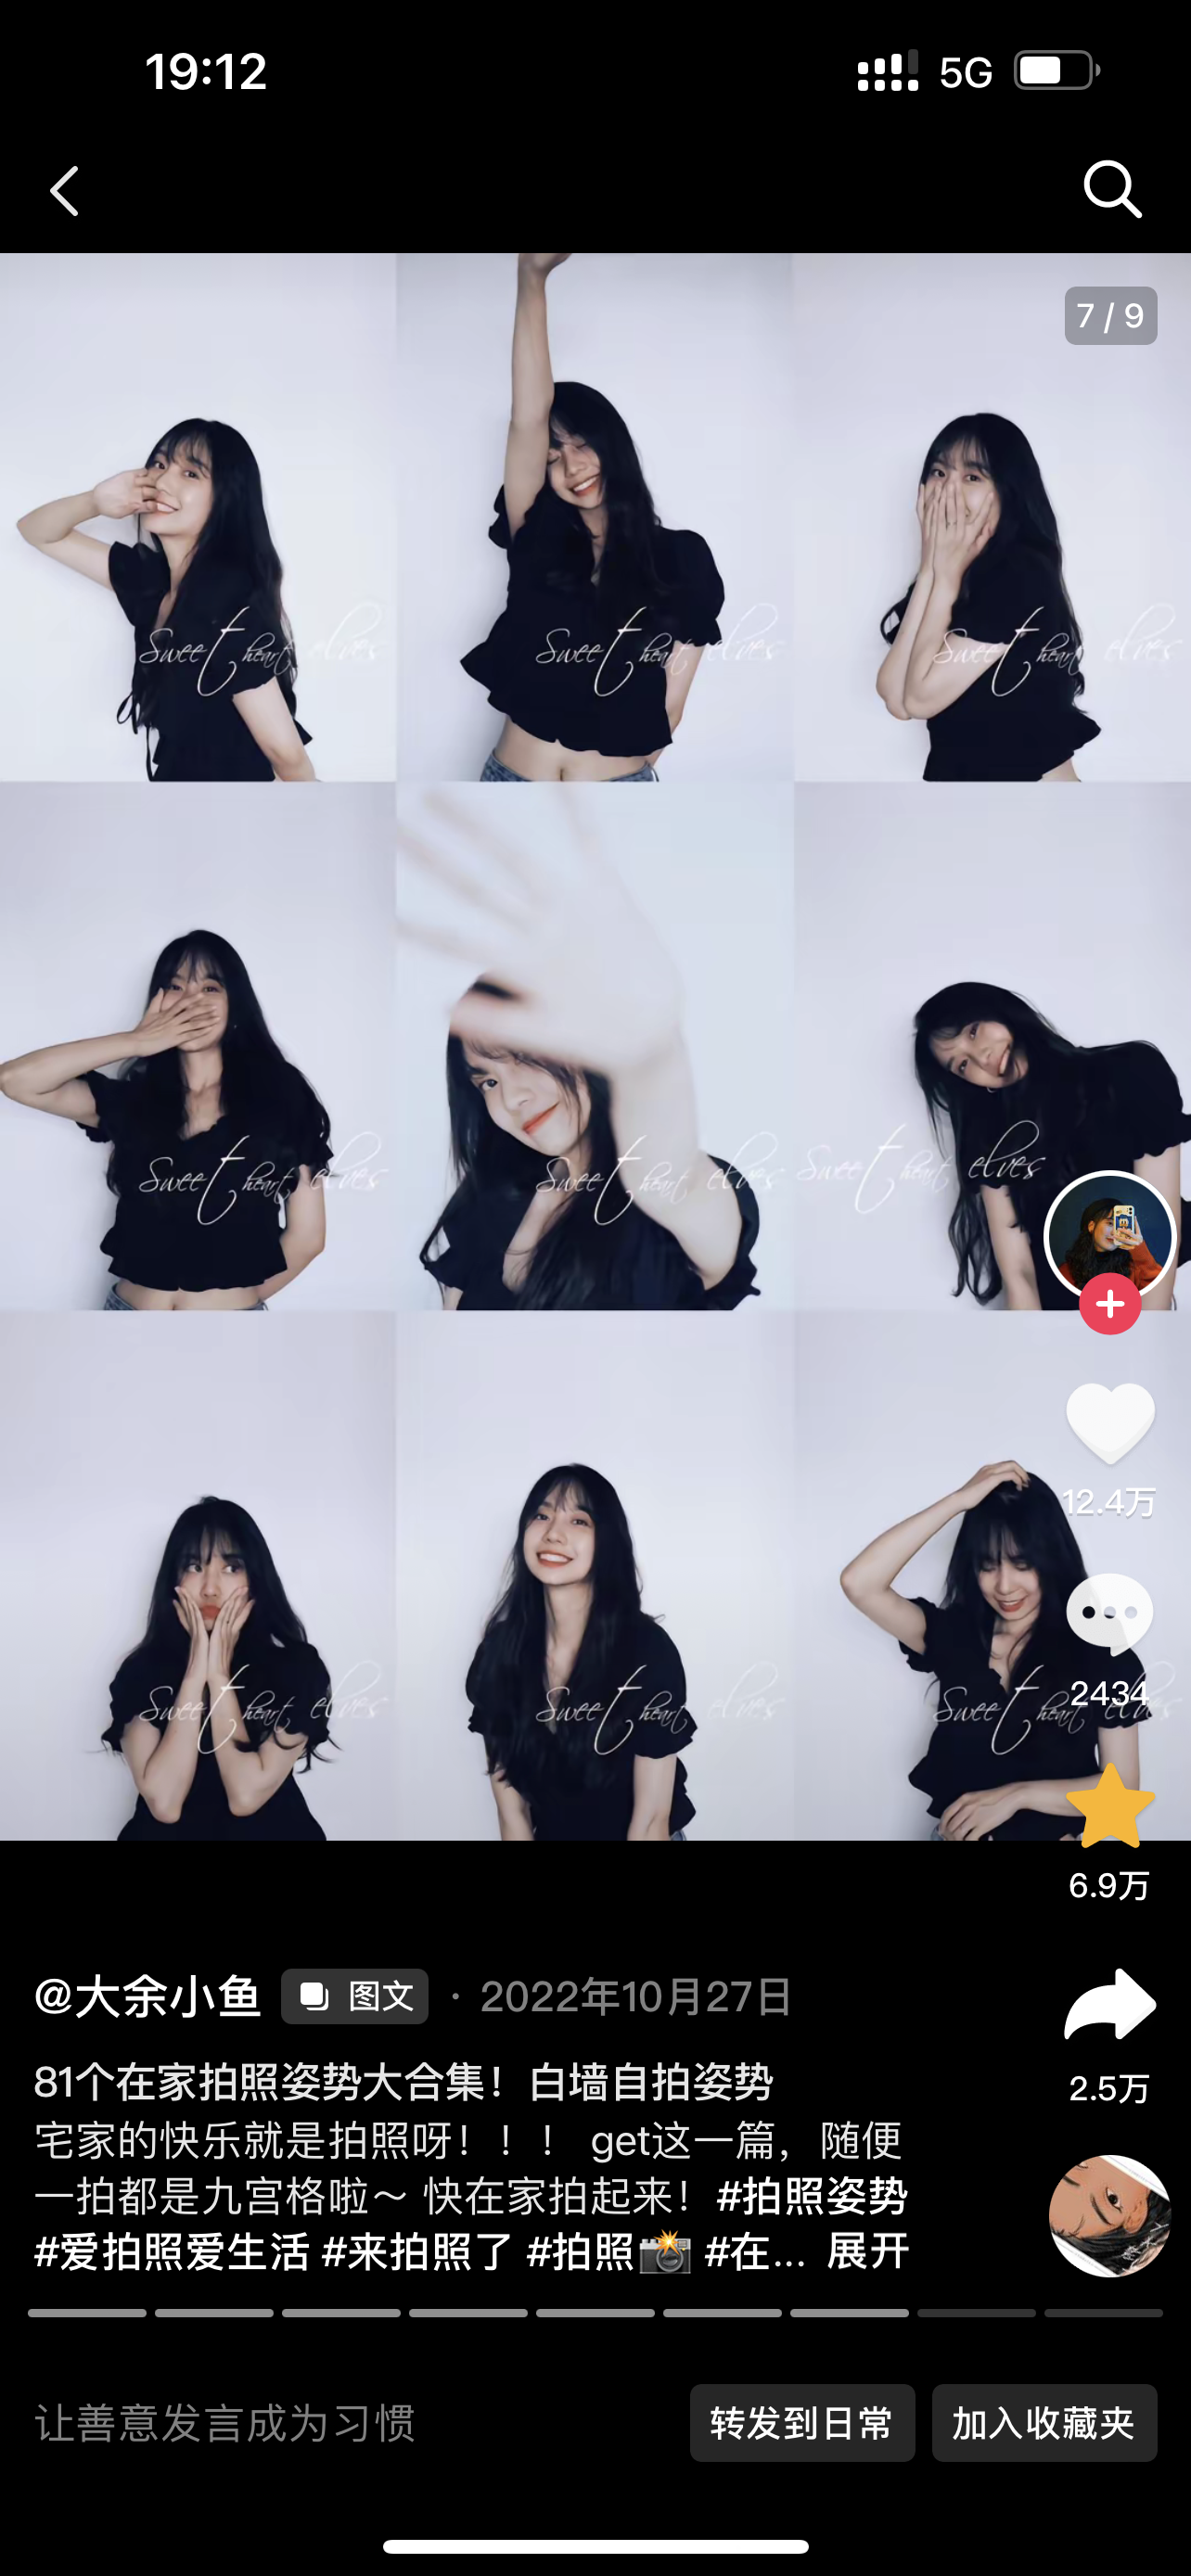 19:12
5G
7 / 9
Sweet heart elves
Sweet heart elves
Sweet heart elves
Sweet heart elves
Sweet heart elves
Sweet heart elves
Sweet heart elves
Sweet heart elves
Sweet heart elves
12.4万
2434
6.9万
@大余小鱼 图文 · 2022年10月27日
81个在家拍照姿势大合集！白墙自拍姿势
2.5万
宅家的快乐就是拍照呀！！！ get这一篇，随便
一拍都是九宫格啦～ 快在家拍起来！#拍照姿势
#爱拍照爱生活 #来拍照了 #拍照📸 #在... 展开
让善意发言成为习惯
转发到日常
加入收藏夹